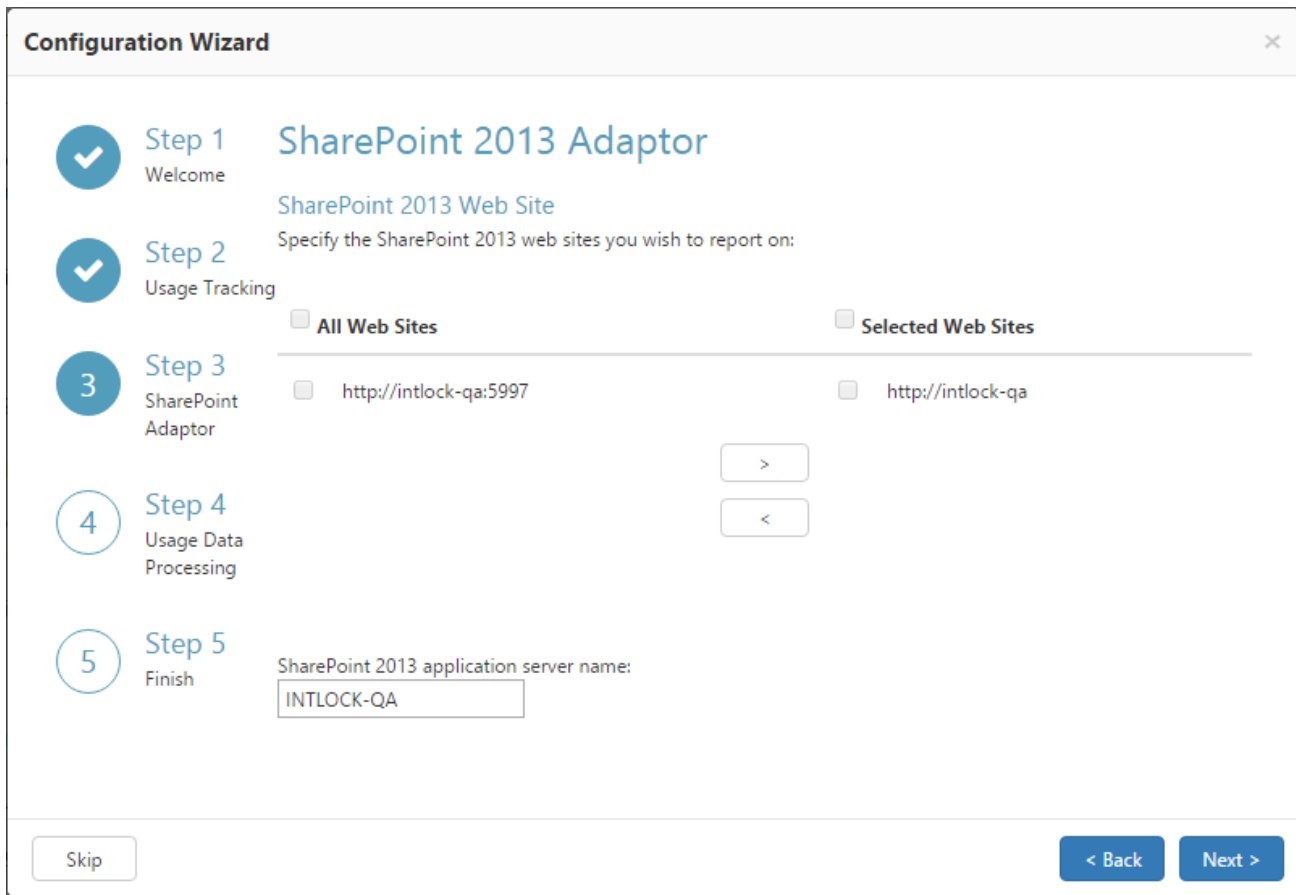 Configuration Wizard
×
Step 1
Welcome
Step 2
Usage Tracking
3
Step 3
SharePoint
Adaptor
4
Step 4
Usage Data
Processing
5
Step 5
Finish
SharePoint 2013 Adaptor
SharePoint 2013 Web Site
Specify the SharePoint 2013 web sites you wish to report on:
All Web Sites
Selected Web Sites
http://intlock-qa:5997
http://intlock-qa
>
<
SharePoint 2013 application server name:
INTLOCK-QA
Skip
< Back
Next >